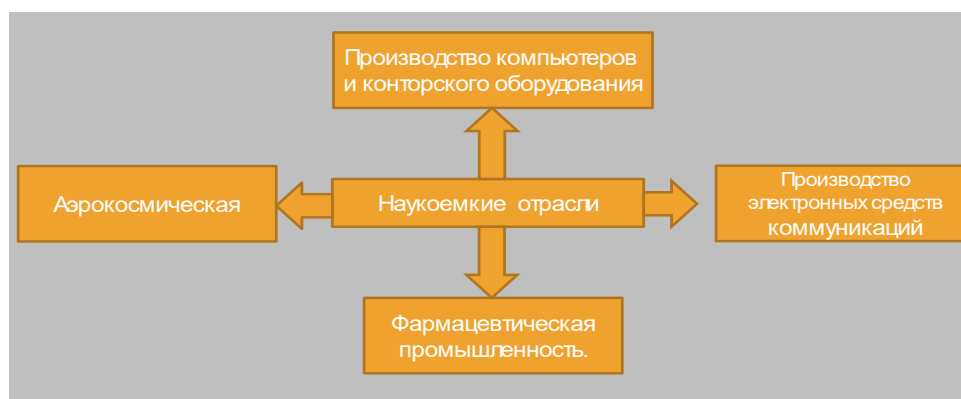 Производство компьютеров
и конторского оборудования
Аэрокосмическая
Наукоемкие отрасли
Производство
электронных средств
коммуникаций
Фармацевтическая
промышленность.